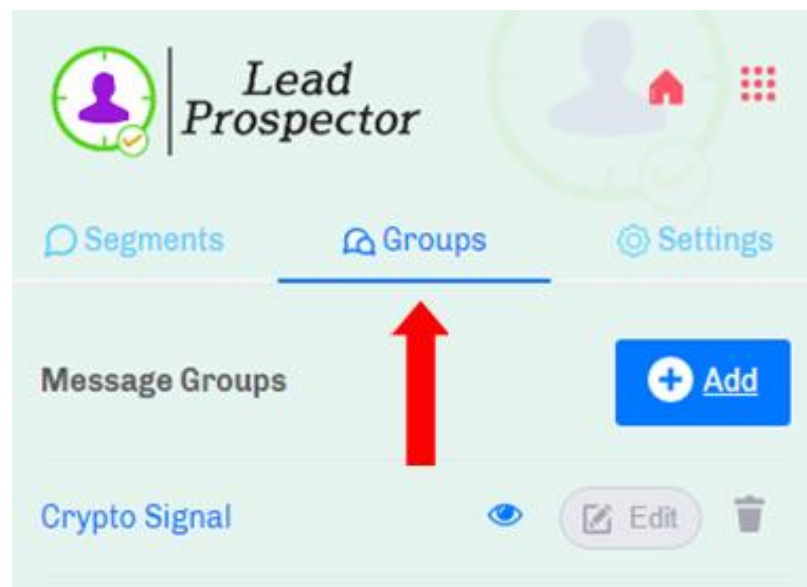 Lead
Prospector
Segments Groups Settings
Message Groups Add
Crypto Signal Edit